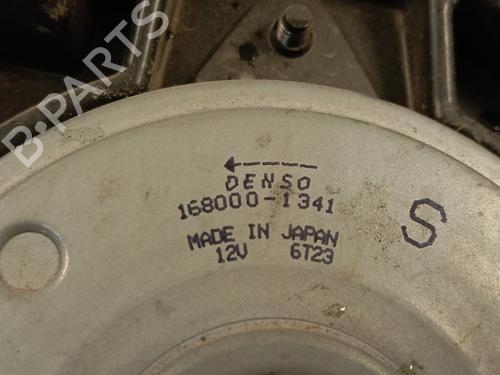 B-PARTS
DENSO
168000-1341
MADE IN JAPAN
12V 6T23
S